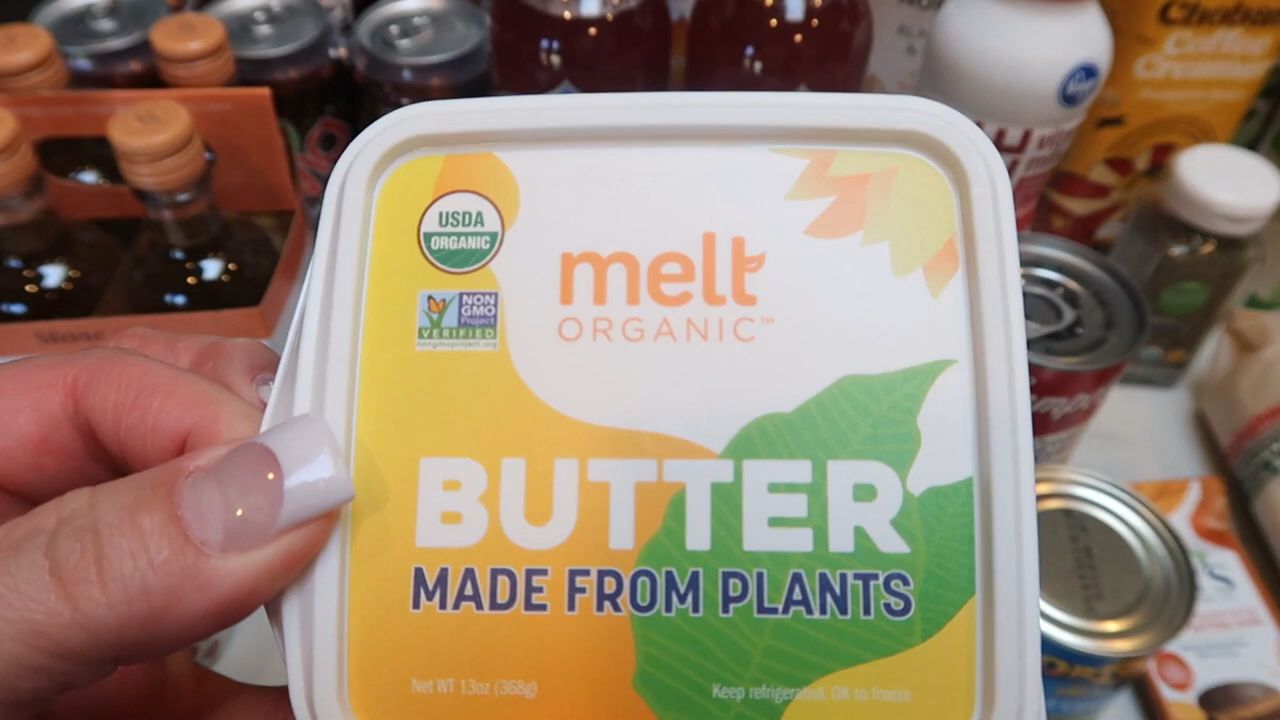 Choba
Coffee
Creamer
USDA
ORGANIC
melt
ORGANIC™
NON
GMO
Project
VERIFIED
nongmoproject.org
BUTTER
MADE FROM PLANTS
Net WT 13oz (368g)
Keep refrigerated. OK to freeze